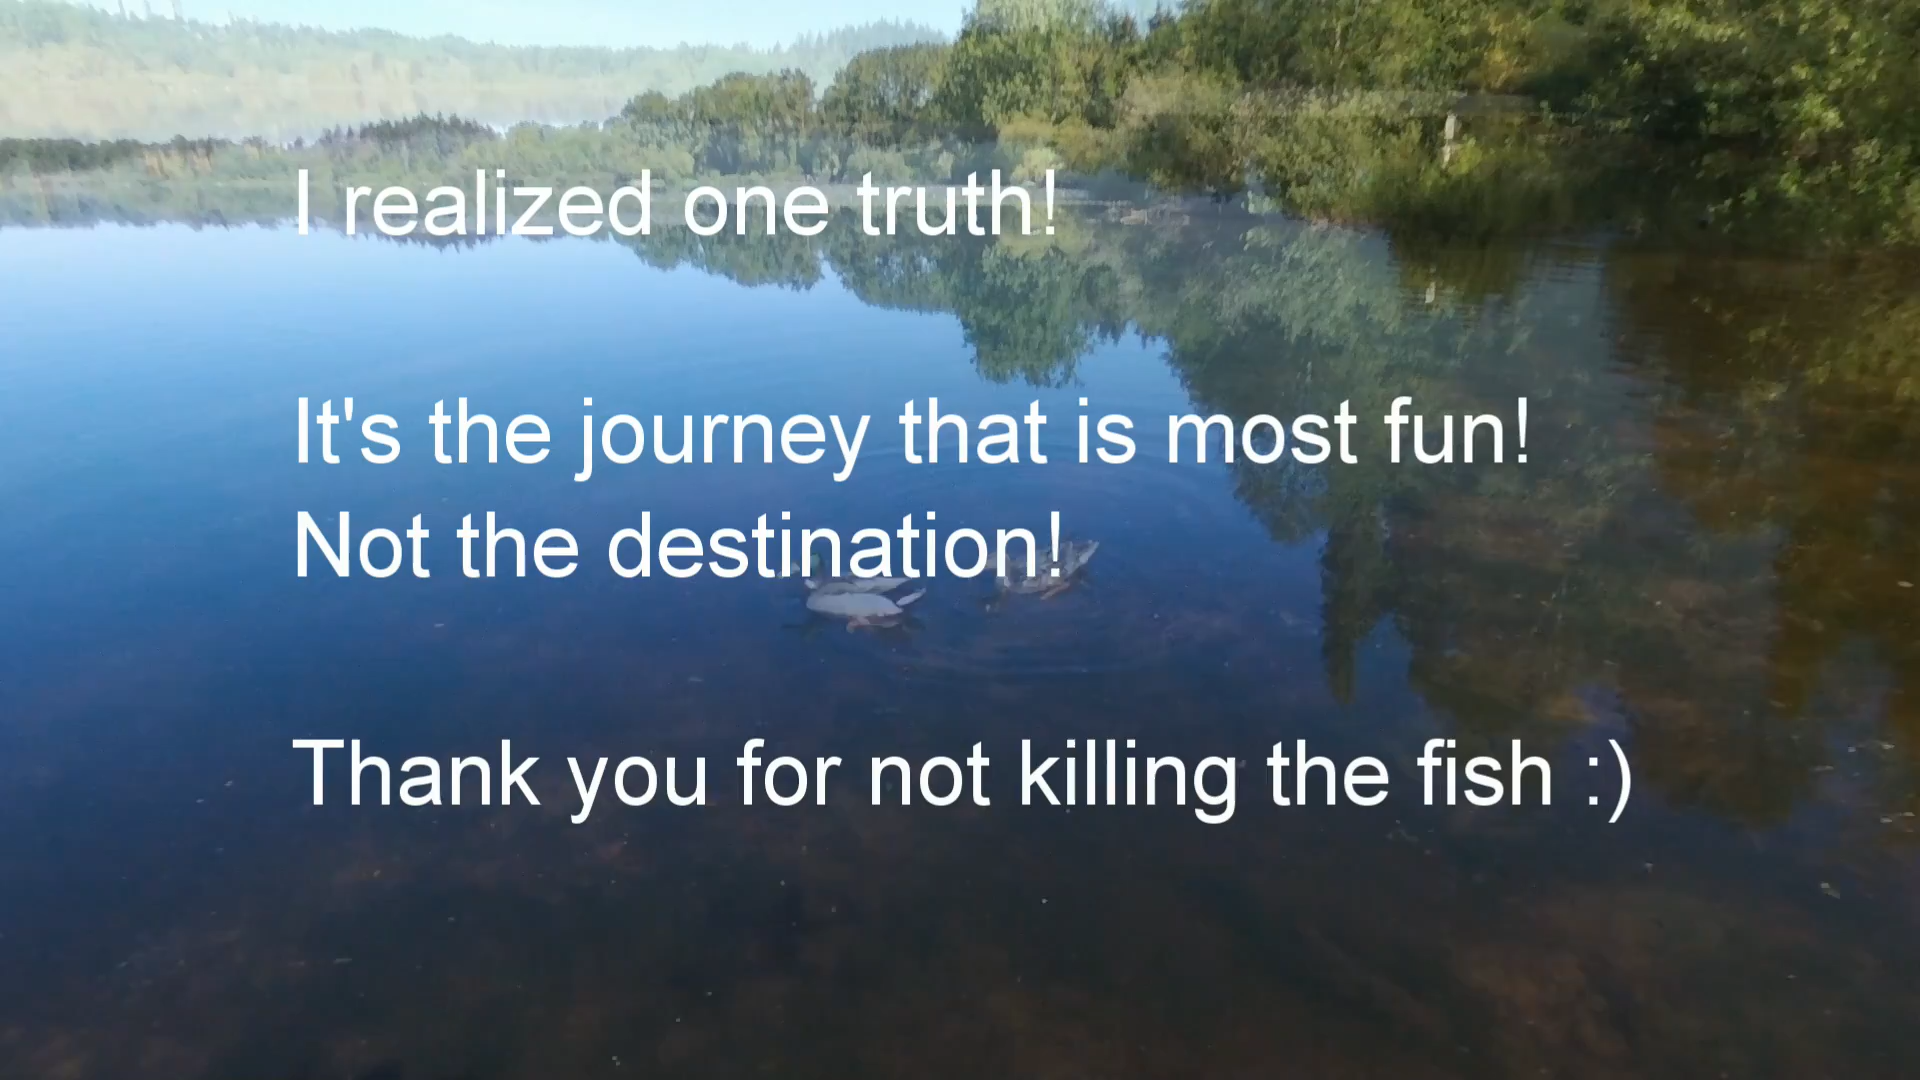 I realized one truth!
It's the journey that is most fun!
Not the destination!
Thank you for not killing the fish :)